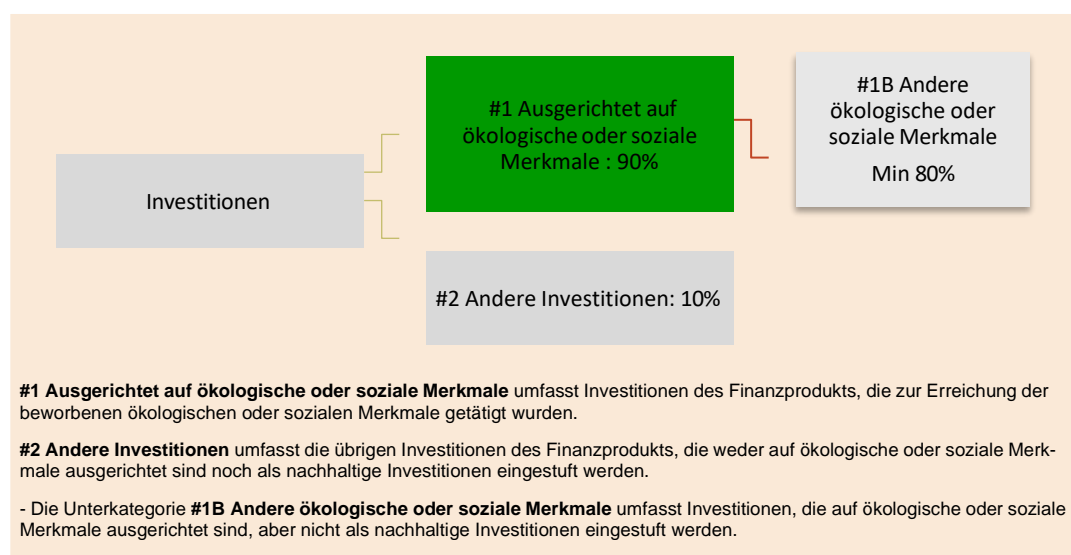 Investitionen
#1 Ausgerichtet auf
ökologische oder soziale
Merkmale : 90%
#1B Andere
ökologische oder
soziale Merkmale
Min 80%
#2 Andere Investitionen: 10%
#1 Ausgerichtet auf ökologische oder soziale Merkmale umfasst Investitionen des Finanzprodukts, die zur Erreichung der
beworbenen ökologischen oder sozialen Merkmale getätigt wurden.
#2 Andere Investitionen umfasst die übrigen Investitionen des Finanzprodukts, die weder auf ökologische oder soziale Merk-
male ausgerichtet sind noch als nachhaltige Investitionen eingestuft werden.
- Die Unterkategorie #1B Andere ökologische oder soziale Merkmale umfasst Investitionen, die auf ökologische oder soziale
Merkmale ausgerichtet sind, aber nicht als nachhaltige Investitionen eingestuft werden.